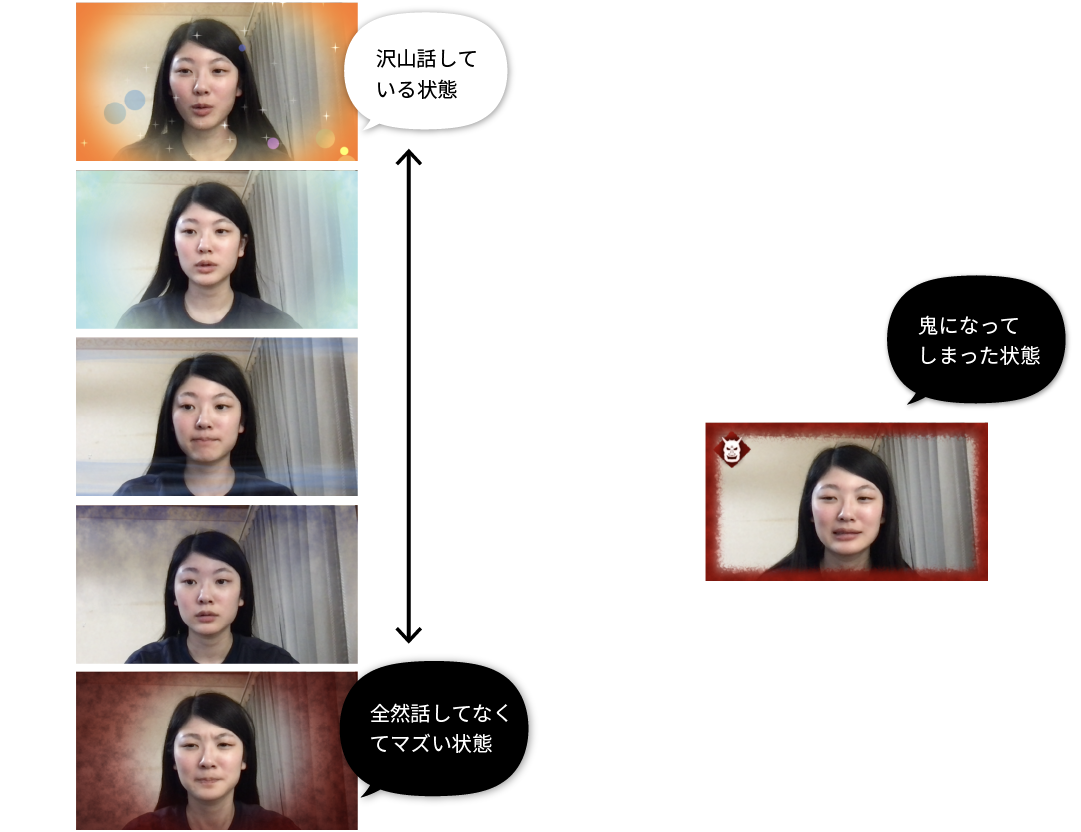 沢山話して
いる状態
鬼になって
しまった状態
全然話してなく
てマズい状態